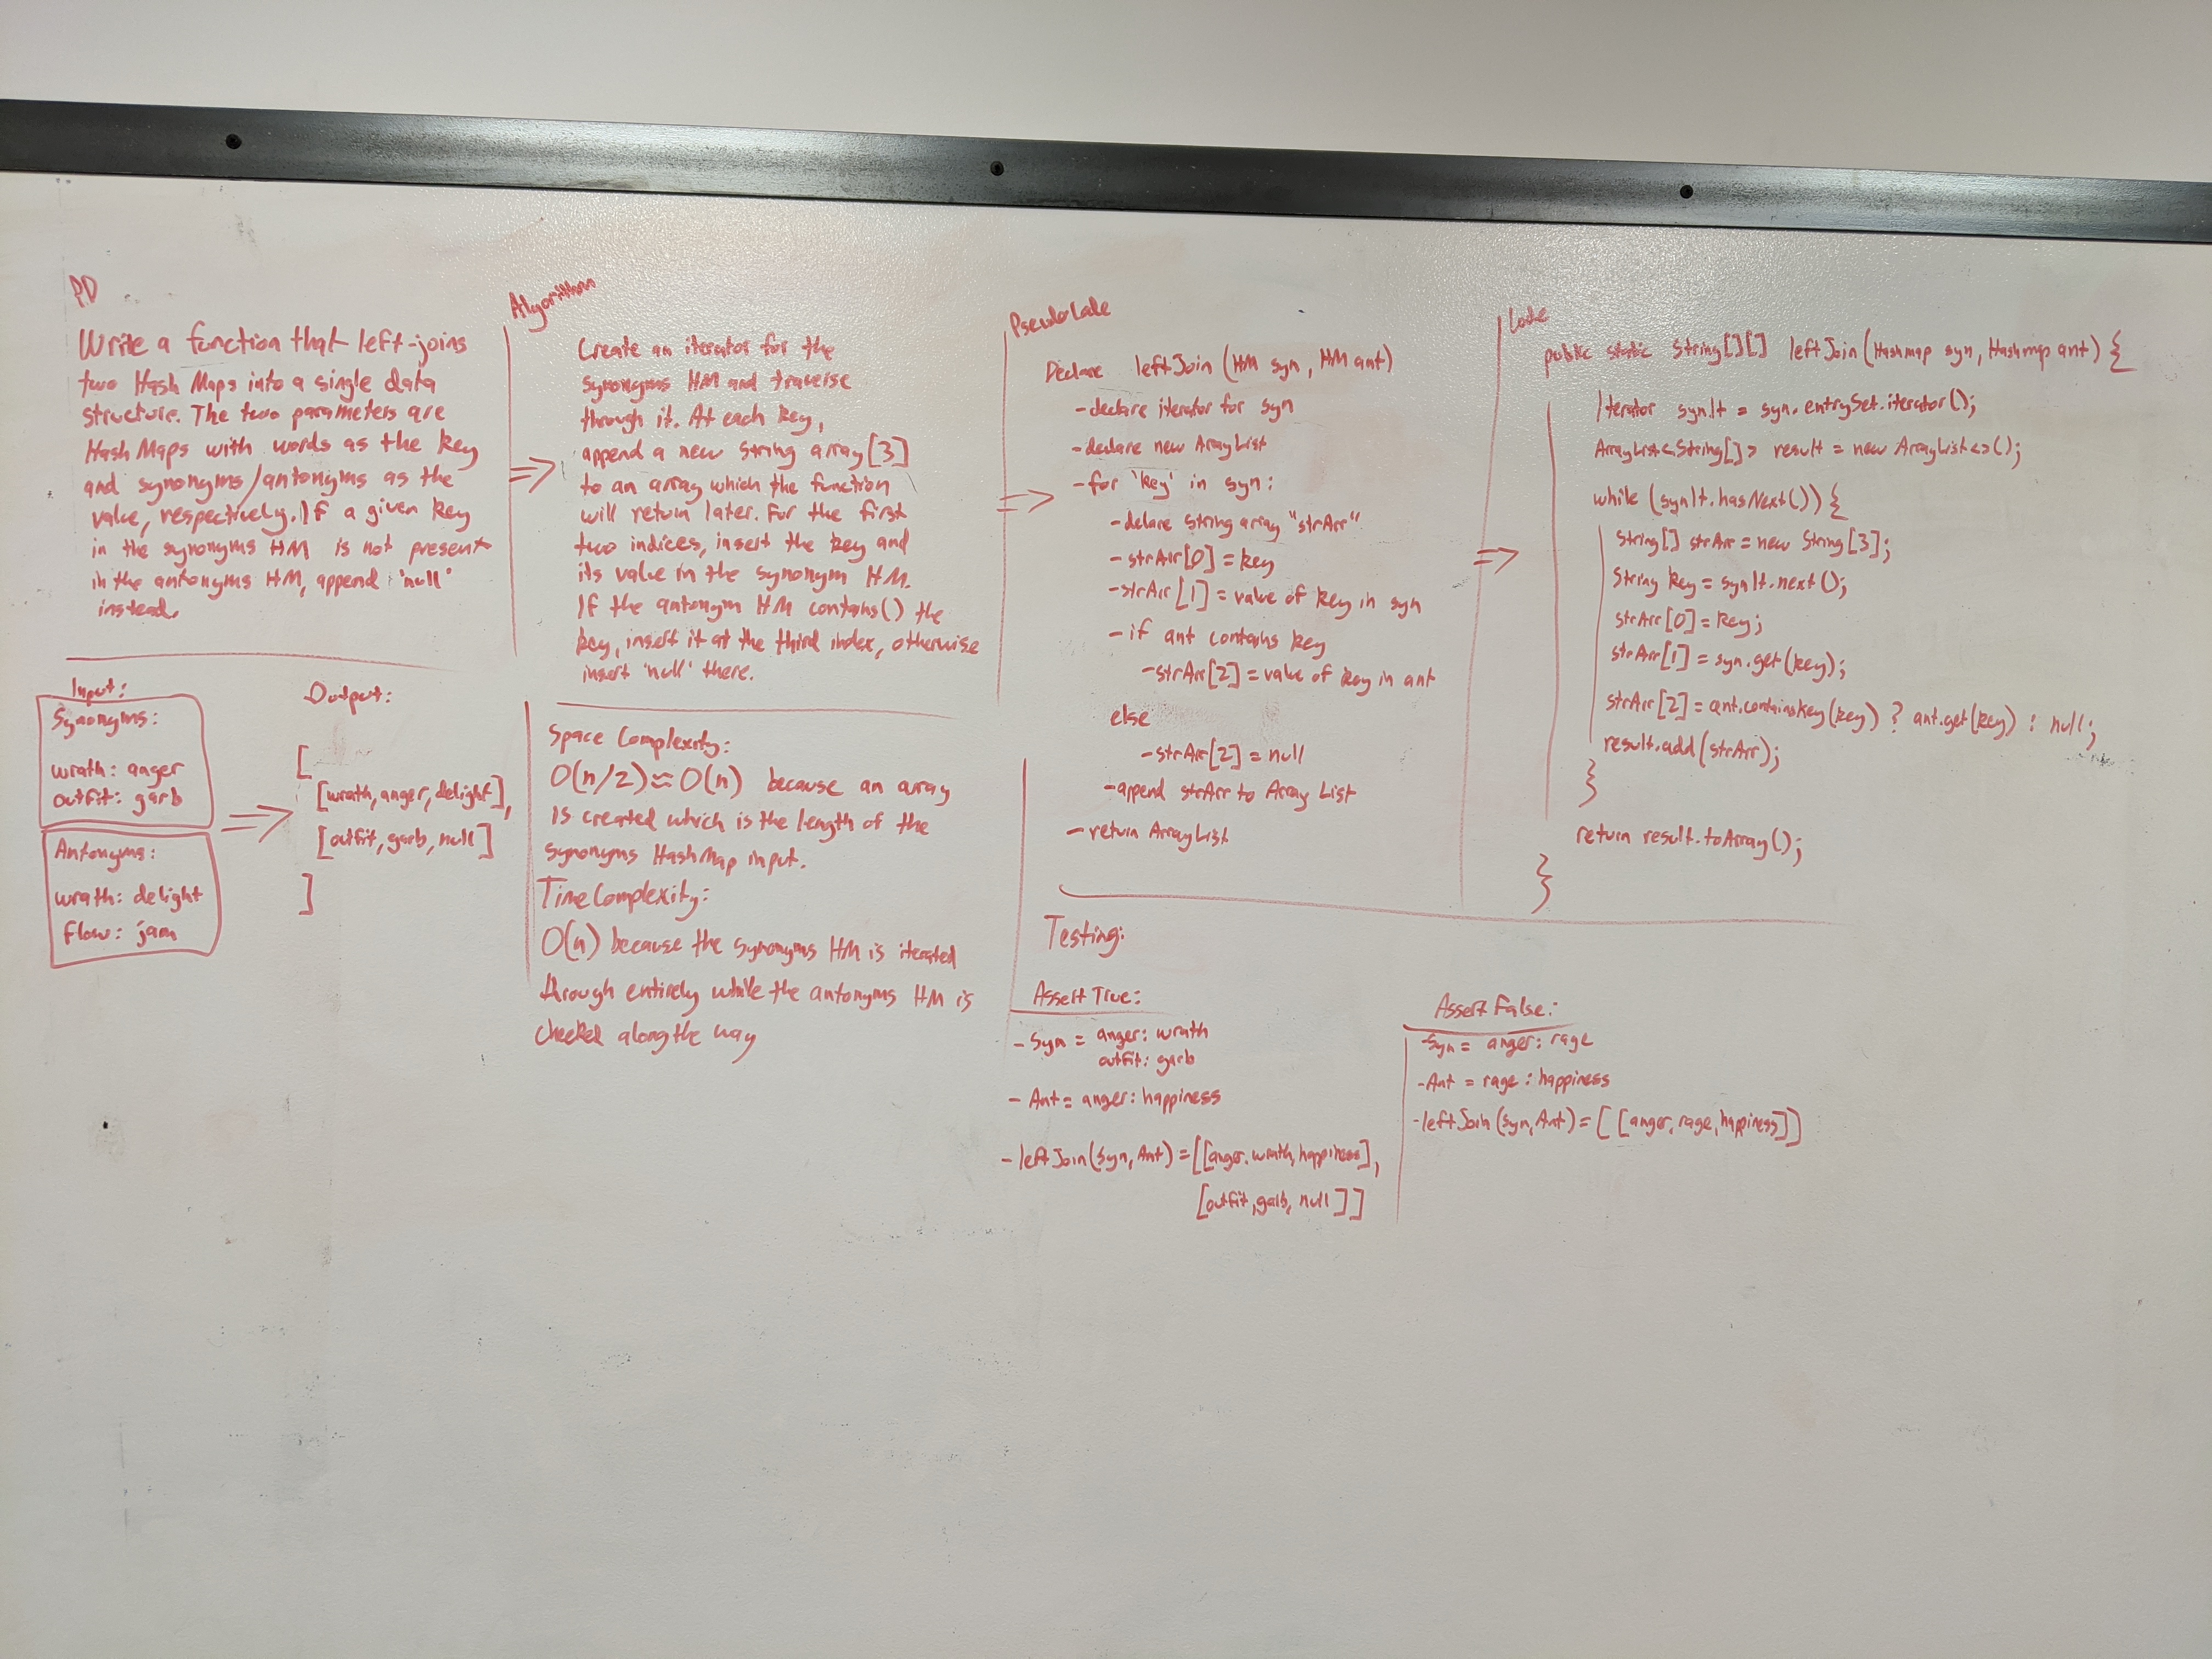 PD
Write a function that left-joins
two Hash Maps into a single data
structure. The two parameters are
Hash Maps with words as the key
and synonyms/antonyms as the
value, respectively. If a given key
in the synonyms HM is not present
in the antonyms HM, append 'null'
instead.
Input:
Synonyms:
wrath: anger
outfit: garb
Antonyms:
wrath: delight
flow: jam
Output:
[
[wrath, anger, delight],
[outfit, garb, null]
]
Algorithm
Create an iterator for the
synonyms HM and traverse
through it. At each key,
append a new string array[3]
to an array which the function
will return later. For the first
two indices, insert the key and
its value in the synonym HM.
If the antonym HM contains() the
key, insert it at the third index, otherwise
insert 'null' there.
Space Complexity:
O(n/2) ≈ O(n) because an array
is created which is the length of the
synonyms HashMap input.
Time Complexity:
O(n) because the synonyms HM is iterated
through entirely while the antonyms HM is
checked along the way
Pseudocode
Declare leftJoin (HM syn, HM ant)
- declare iterator for syn
- declare new ArrayList
- for 'key' in syn:
- declare string array "strArr"
- strArr[0] = key
- strArr[1] = value of key in syn
- if ant contains key
- strArr[2] = value of key in ant
else
- strArr[2] = null
- append strArr to Array List
- return ArrayList
Code
public static String[][] leftJoin (Hashmap syn, Hashmap ant) {
Iterator synIt = syn.entrySet.iterator();
ArrayList<String[]> result = new ArrayList<>();
while (synIt.hasNext()) {
String[] strArr = new String[3];
String key = synIt.next();
strArr[0] = key;
strArr[1] = syn.get(key);
strArr[2] = ant.containsKey(key) ? ant.get(key) : null;
result.add(strArr);
}
return result.toArray();
}
Testing:
Assert True:
- Syn = anger: wrath
outfit: garb
- Ant = anger: happiness
- leftJoin(Syn, Ant) = [[anger, wrath, happiness],
[outfit, garb, null]]
Assert False:
- Syn = anger: rage
- Ant = rage: happiness
- leftJoin (Syn, Ant) = [[anger, rage, happiness]]